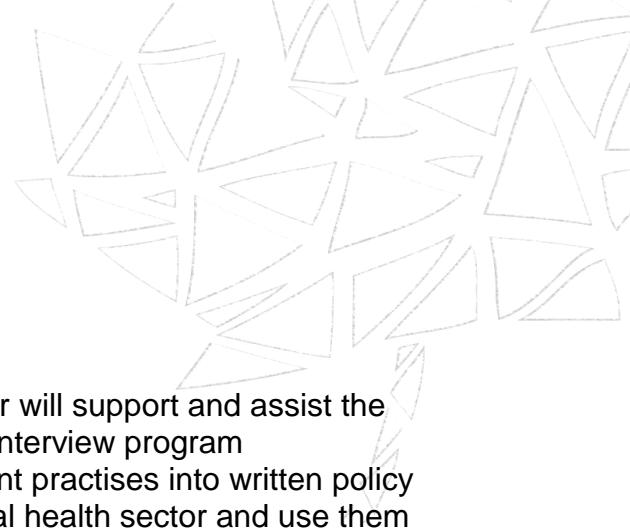 r will support and assist the
nterview program
nt practises into written policy
al health sector and use them